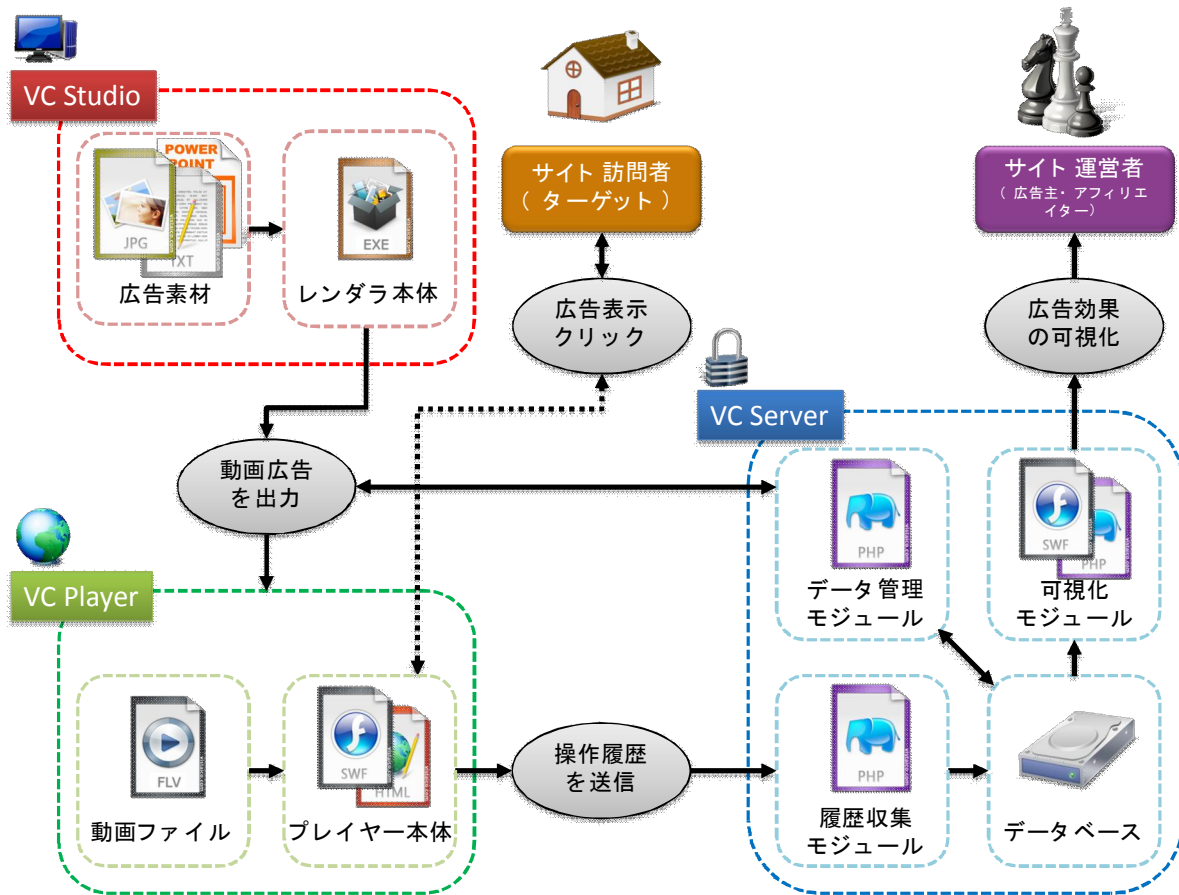 VC Studio
POWER
POINT
JPG
TXT
EXE
広告素材
レンダラ本体
サイト 訪問者
( ターゲット )
サイト 運営者
( 広告主・アフィリエ
イター)
広告表示
クリック
広告効果
の可視化
動画広告
を出力
VC Server
PHP
データ管理
モジュール
SWF
PHP
可視化
モジュール
VC Player
FLV
動画ファイル
SWF
HTML
プレイヤー本体
操作履歴
を送信
PHP
履歴収集
モジュール
データベース